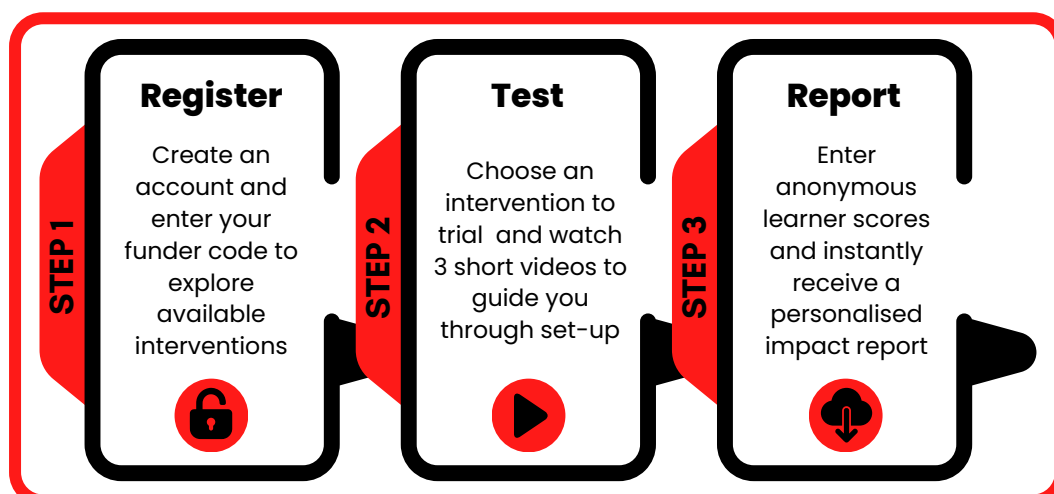 STEP 1
Register
Create an
account and
enter your
funder code to
explore
available
interventions
STEP 2
Test
Choose an
intervention to
trial  and watch
3 short videos to
guide you
through set-up
STEP 3
Report
Enter
anonymous
learner scores
and instantly
receive a
personalised
impact report